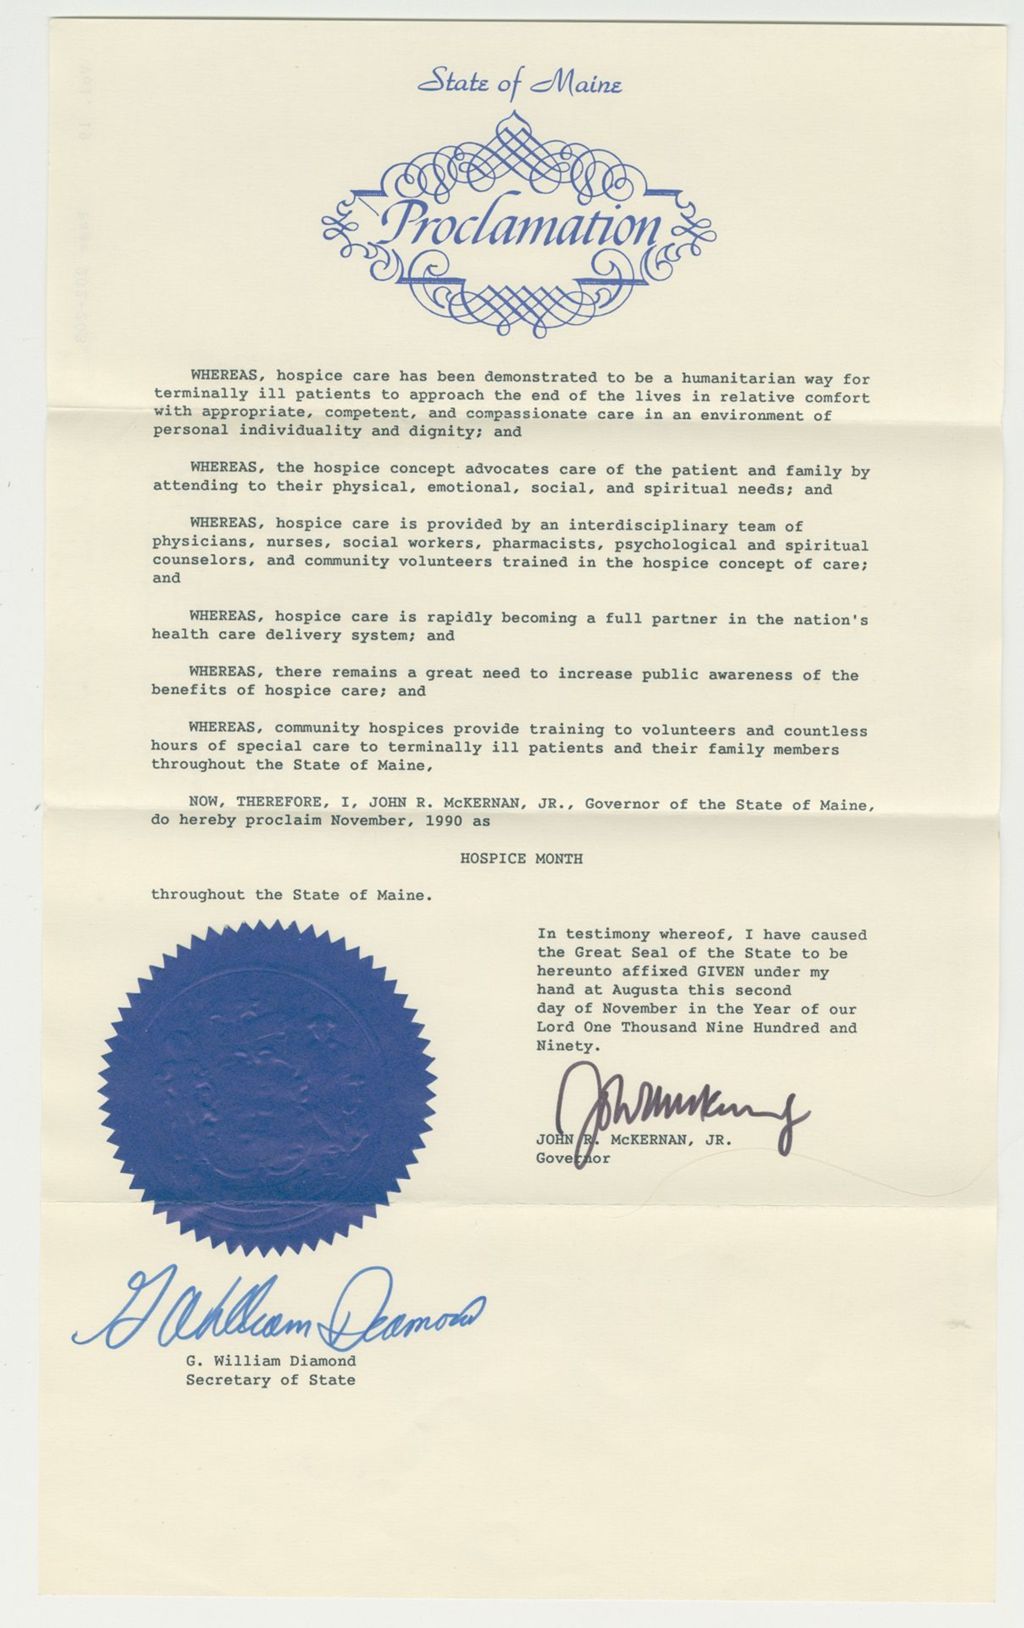 State of Maine
Proclamation
WHEREAS, hospice care has been demonstrated to be a humanitarian way for
terminally ill patients to approach the end of the lives in relative comfort
with appropriate, competent, and compassionate care in an environment of
personal individuality and dignity; and
WHEREAS, the hospice concept advocates care of the patient and family by
attending to their physical, emotional, social, and spiritual needs; and
WHEREAS, hospice care is provided by an interdisciplinary team of
physicians, nurses, social workers, pharmacists, psychological and spiritual
counselors, and community volunteers trained in the hospice concept of care;
and
WHEREAS, hospice care is rapidly becoming a full partner in the nation's
health care delivery system; and
WHEREAS, there remains a great need to increase public awareness of the
benefits of hospice care; and
WHEREAS, community hospices provide training to volunteers and countless
hours of special care to terminally ill patients and their family members
throughout the State of Maine,
NOW, THEREFORE, I, JOHN R. McKERNAN, JR., Governor of the State of Maine,
do hereby proclaim November, 1990 as
HOSPICE MONTH
throughout the State of Maine.
In testimony whereof, I have caused
the Great Seal of the State to be
hereunto affixed GIVEN under my
hand at Augusta this second
day of November in the Year of our
Lord One Thousand Nine Hundred and
Ninety.
JOHN R. McKERNAN, JR.
Governor
G William Diamond
G. William Diamond
Secretary of State